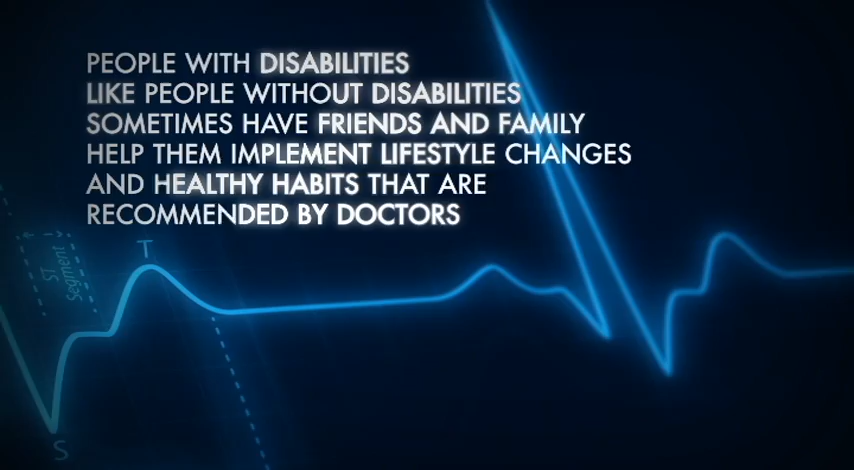 PEOPLE WITH DISABILITIES
LIKE PEOPLE WITHOUT DISABILITIES
SOMETIMES HAVE FRIENDS AND FAMILY
HELP THEM IMPLEMENT LIFESTYLE CHANGES
AND HEALTHY HABITS THAT ARE
RECOMMENDED BY DOCTORS
T
ST
Segment
S